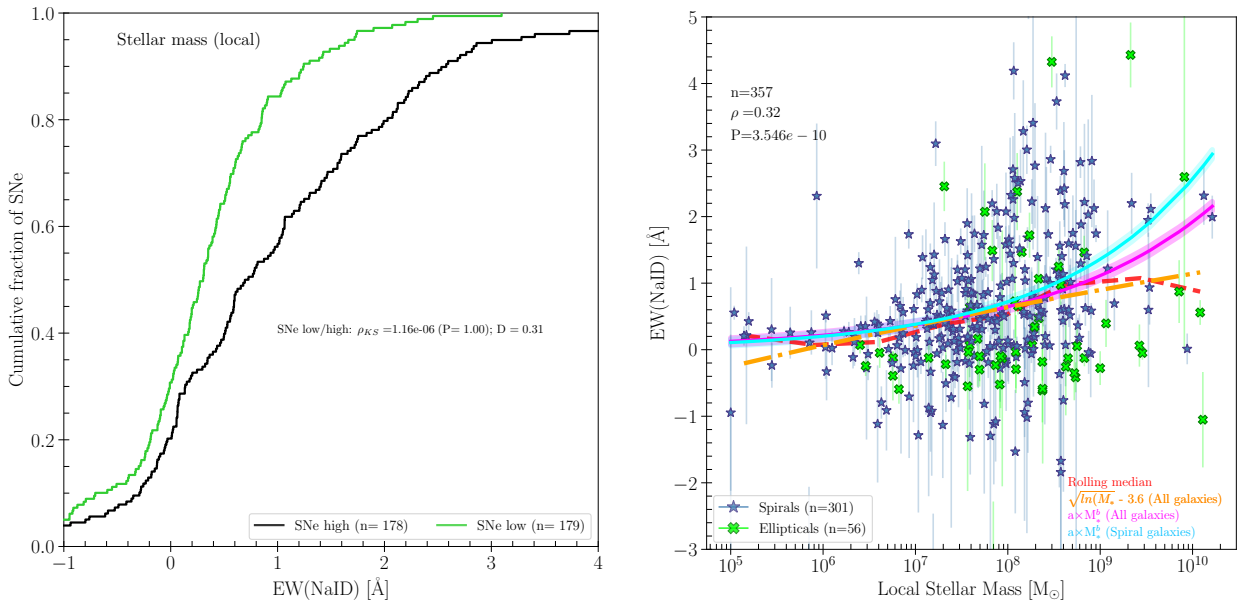 Stellar mass (local)
SNe low/high: ρKS =1.16e-06 (P= 1.00); D = 0.31
SNe high (n= 178)
SNe low (n= 179)
Cumulative fraction of SNe
1.0
0.8
0.6
0.4
0.2
0.0
−1
0
1
2
3
4
EW(NaID) [Å]
n=357
ρ=0.32
P=3.546e − 10
Rolling median
√ln(M* - 3.6 (All galaxies)
a×M*^b (All galaxies)
a×M*^b (Spiral galaxies)
Spirals (n=301)
Ellipticals (n=56)
EW(NaID) [Å]
5
4
3
2
1
0
−1
−2
−3
10^5
10^6
10^7
10^8
10^9
10^10
Local Stellar Mass [M⊙]